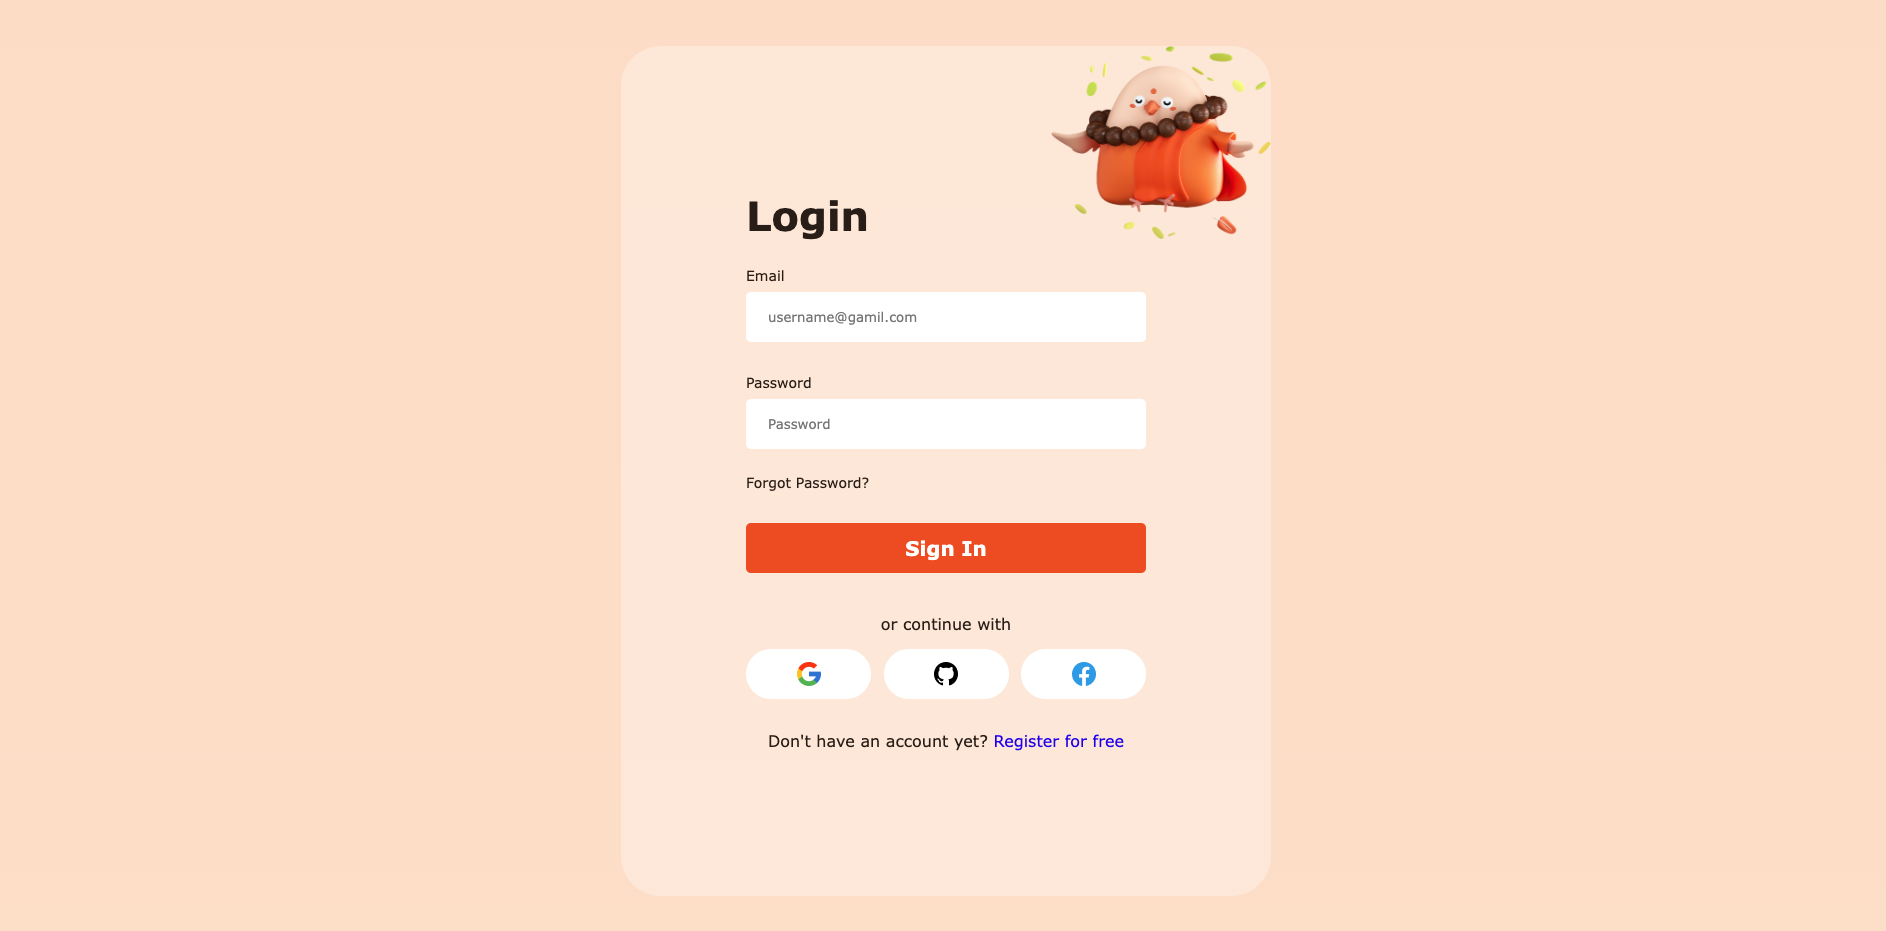 Login
Email
username@gamil.com
Password
Password
Forgot Password?
Sign In
or continue with
Don't have an account yet? Register for free